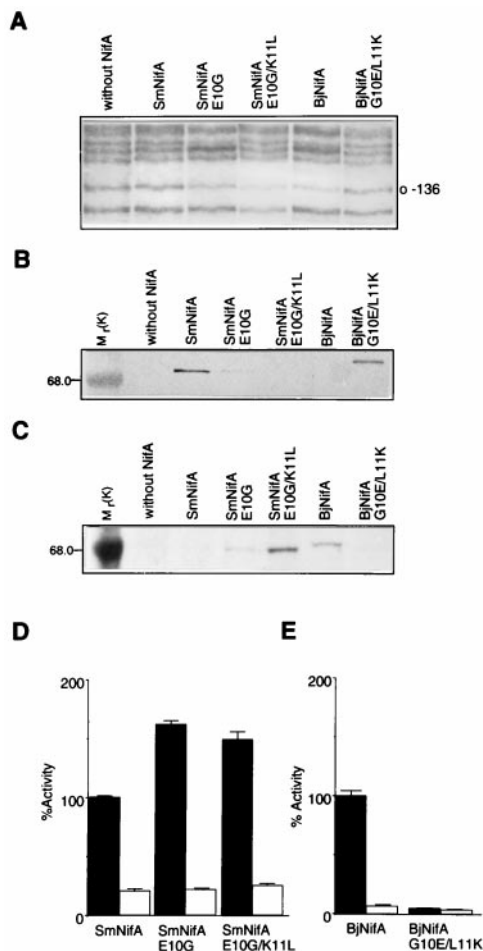 A
without NifA
SmNifA
SmNifA
E10G
SmNifA
E10G/K11L
BjNifA
BjNifA
G10E/L11K
o -136
B
Mr(K)
without NifA
SmNifA
SmNifA
E10G
SmNifA
E10G/K11L
BjNifA
BjNifA
G10E/L11K
68.0
C
Mr(K)
without NifA
SmNifA
SmNifA
E10G
SmNifA
E10G/K11L
BjNifA
BjNifA
G10E/L11K
68.0
D
200
100
0
%Activity
SmNifA
SmNifA
E10G
SmNifA
E10G/K11L
E
200
100
0
% Activity
BjNifA
BjNifA
G10E/L11K